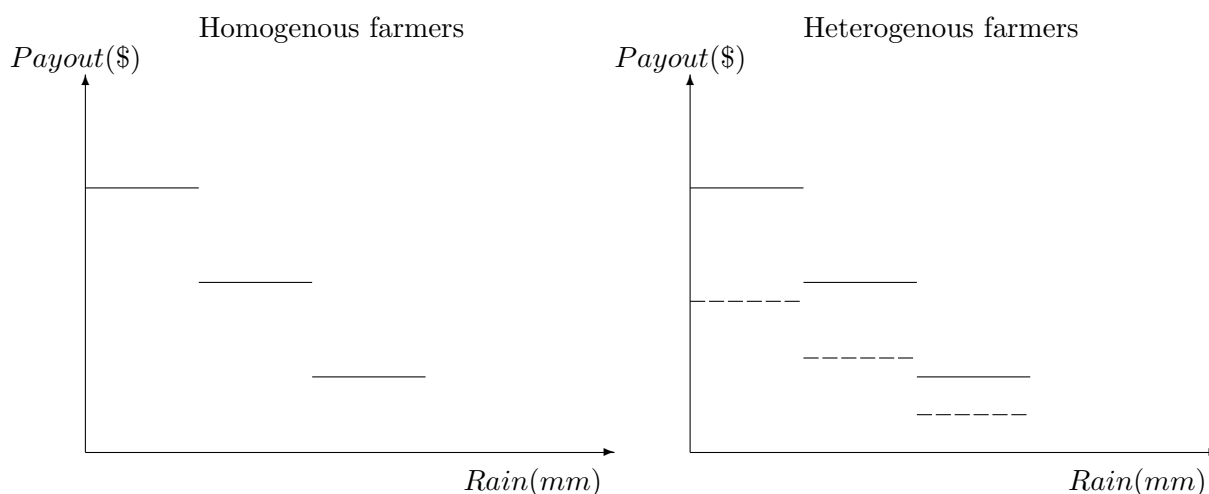 Homogenous farmers
Payout($)
Rain(mm)
Heterogenous farmers
Payout($)
Rain(mm)